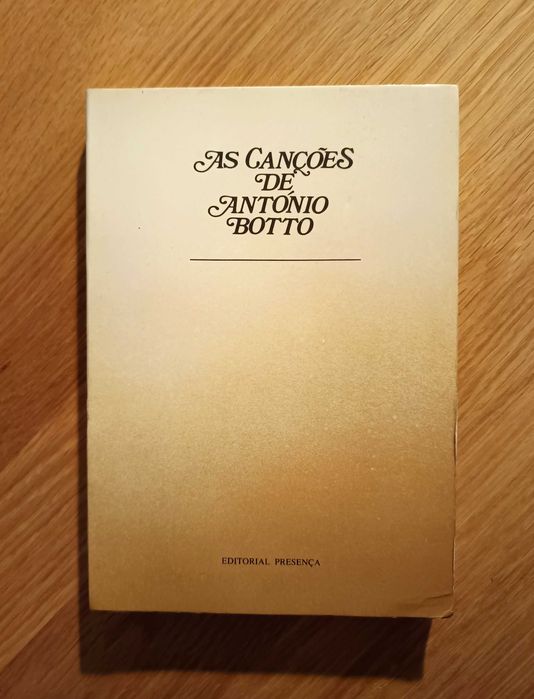 AS CANÇÕES
DE
ANTÓNIO
BOTTO
EDITORIAL PRESENÇA